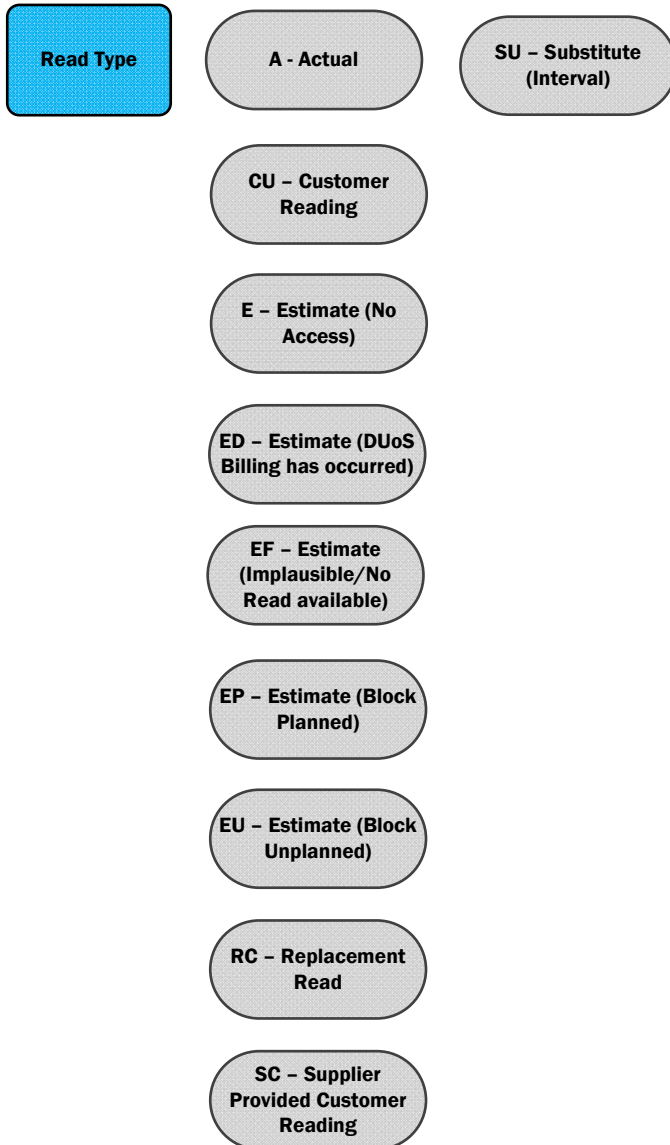 Read Type
A - Actual
SU – Substitute
(Interval)
CU – Customer
Reading
E – Estimate (No
Access)
ED – Estimate (DUoS
Billing has occurred)
EF – Estimate
(Implausible/No
Read available)
EP – Estimate (Block
Planned)
EU – Estimate (Block
Unplanned)
RC – Replacement
Read
SC – Supplier
Provided Customer
Reading